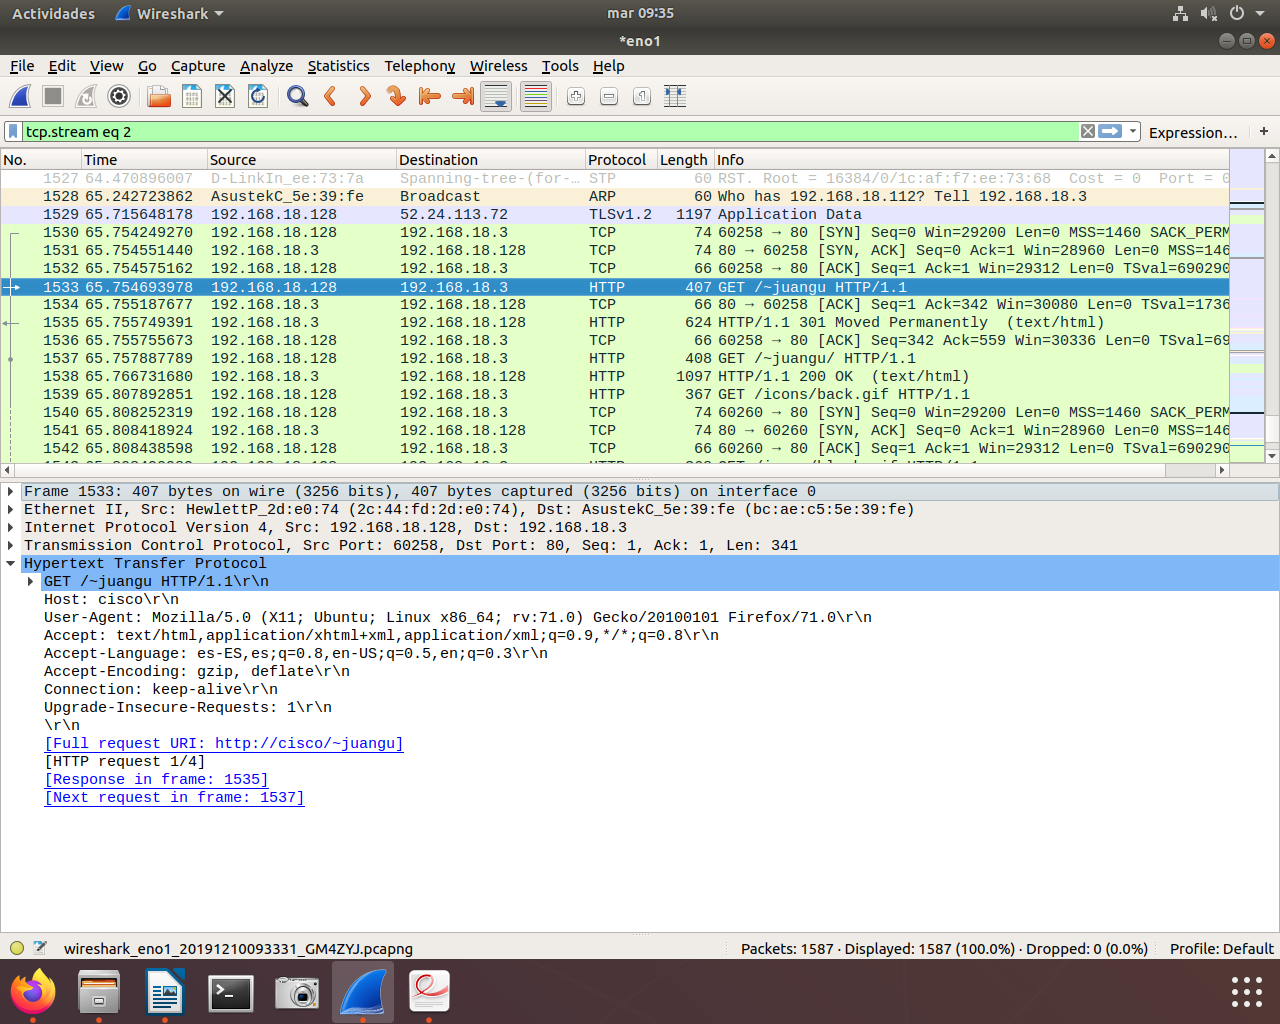 Actividades Wireshark mar 09:35
*eno1
File Edit View Go Capture Analyze Statistics Telephony Wireless Tools Help
tcp.stream eq 2 Expression… +
No. Time Source Destination Protocol Length Info
1527 64.470896007 D-LinkIn_ee:73:7a Spanning-tree-(for-… STP 60 RST. Root = 16384/0/1c:af:f7:ee:73:68 Cost = 0 Port = 0
1528 65.242723862 AsustekC_5e:39:fe Broadcast ARP 60 Who has 192.168.18.112? Tell 192.168.18.3
1529 65.715648178 192.168.18.128 52.24.113.72 TLSv1.2 1197 Application Data
1530 65.754249270 192.168.18.128 192.168.18.3 TCP 74 60258 → 80 [SYN] Seq=0 Win=29200 Len=0 MSS=1460 SACK_PERM
1531 65.754551440 192.168.18.3 192.168.18.128 TCP 74 80 → 60258 [SYN, ACK] Seq=0 Ack=1 Win=28960 Len=0 MSS=146
1532 65.754575162 192.168.18.128 192.168.18.3 TCP 66 60258 → 80 [ACK] Seq=1 Ack=1 Win=29312 Len=0 TSval=690290
1533 65.754693978 192.168.18.128 192.168.18.3 HTTP 407 GET /~juangu HTTP/1.1
1534 65.755187677 192.168.18.3 192.168.18.128 TCP 66 80 → 60258 [ACK] Seq=1 Ack=342 Win=30080 Len=0 TSval=1736
1535 65.755749391 192.168.18.3 192.168.18.128 HTTP 624 HTTP/1.1 301 Moved Permanently (text/html)
1536 65.755755673 192.168.18.128 192.168.18.3 TCP 66 60258 → 80 [ACK] Seq=342 Ack=559 Win=30336 Len=0 TSval=69
1537 65.757887789 192.168.18.128 192.168.18.3 HTTP 408 GET /~juangu/ HTTP/1.1
1538 65.766731680 192.168.18.3 192.168.18.128 HTTP 1097 HTTP/1.1 200 OK (text/html)
1539 65.807892851 192.168.18.128 192.168.18.3 HTTP 367 GET /icons/back.gif HTTP/1.1
1540 65.808252319 192.168.18.128 192.168.18.3 TCP 74 60260 → 80 [SYN] Seq=0 Win=29200 Len=0 MSS=1460 SACK_PERM
1541 65.808418924 192.168.18.3 192.168.18.128 TCP 74 80 → 60260 [SYN, ACK] Seq=0 Ack=1 Win=28960 Len=0 MSS=146
1542 65.808438598 192.168.18.128 192.168.18.3 TCP 66 60260 → 80 [ACK] Seq=1 Ack=1 Win=29312 Len=0 TSval=690290
Frame 1533: 407 bytes on wire (3256 bits), 407 bytes captured (3256 bits) on interface 0
Ethernet II, Src: HewlettP_2d:e0:74 (2c:44:fd:2d:e0:74), Dst: AsustekC_5e:39:fe (bc:ae:c5:5e:39:fe)
Internet Protocol Version 4, Src: 192.168.18.128, Dst: 192.168.18.3
Transmission Control Protocol, Src Port: 60258, Dst Port: 80, Seq: 1, Ack: 1, Len: 341
Hypertext Transfer Protocol
GET /~juangu HTTP/1.1\r\n
Host: cisco\r\n
User-Agent: Mozilla/5.0 (X11; Ubuntu; Linux x86_64; rv:71.0) Gecko/20100101 Firefox/71.0\r\n
Accept: text/html,application/xhtml+xml,application/xml;q=0.9,*/*;q=0.8\r\n
Accept-Language: es-ES,es;q=0.8,en-US;q=0.5,en;q=0.3\r\n
Accept-Encoding: gzip, deflate\r\n
Connection: keep-alive\r\n
Upgrade-Insecure-Requests: 1\r\n
\r\n
[Full request URI: http://cisco/~juangu]
[HTTP request 1/4]
[Response in frame: 1535]
[Next request in frame: 1537]
wireshark_eno1_20191210093331_GM4ZYJ.pcapng Packets: 1587 · Displayed: 1587 (100.0%) · Dropped: 0 (0.0%) Profile: Default